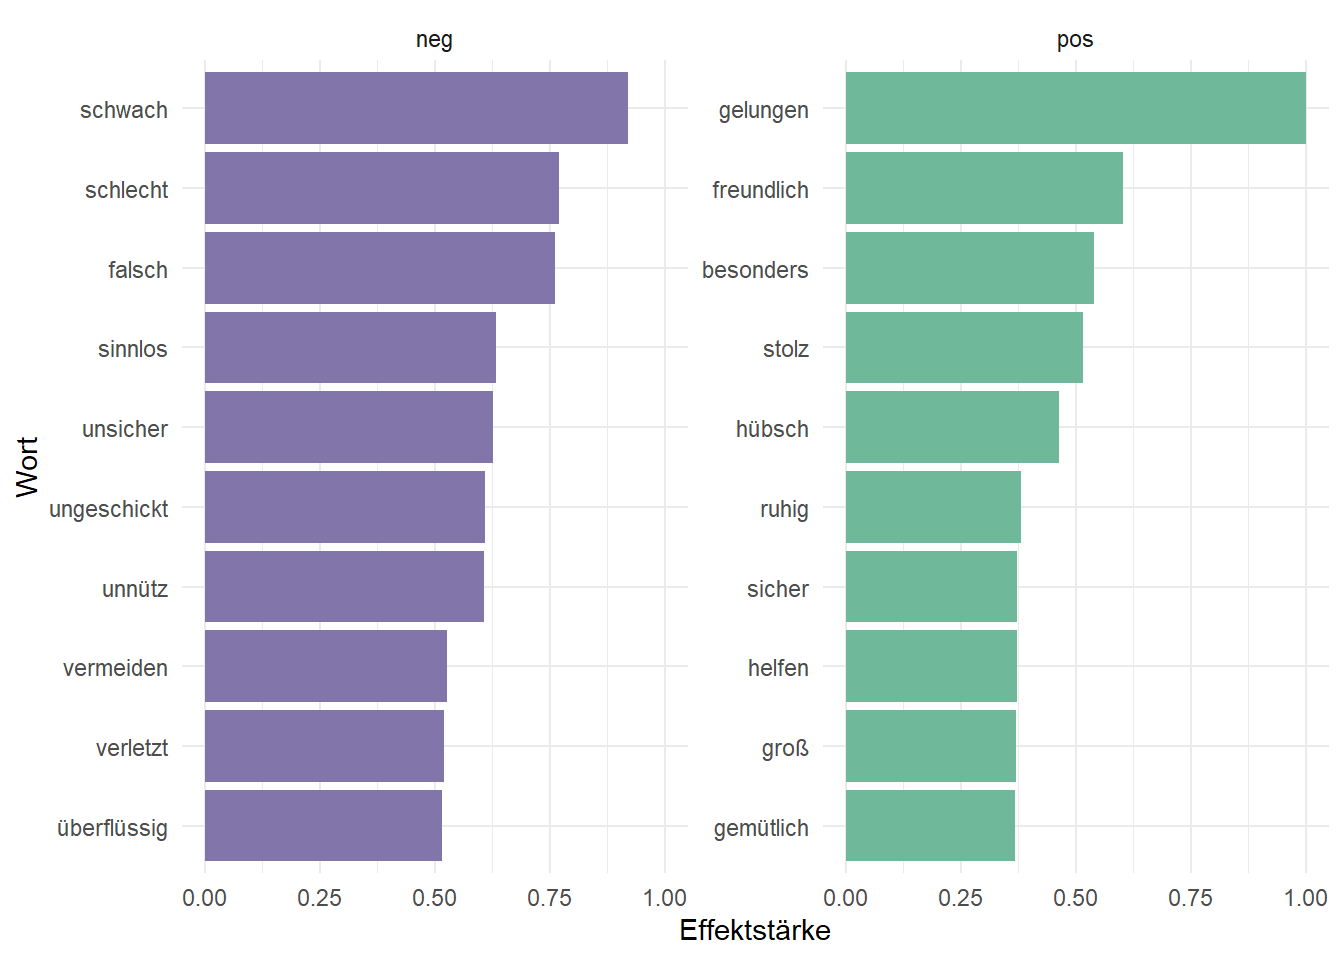 neg
schwach
schlecht
falsch
sinnlos
unsicher
ungeschickt
unnütz
vermeiden
verletzt
überflüssig
0.00 0.25 0.50 0.75 1.00
pos
gelungen
freundlich
besonders
stolz
hübsch
ruhig
sicher
helfen
groß
gemütlich
0.00 0.25 0.50 0.75 1.00
Wort
Effektstärke